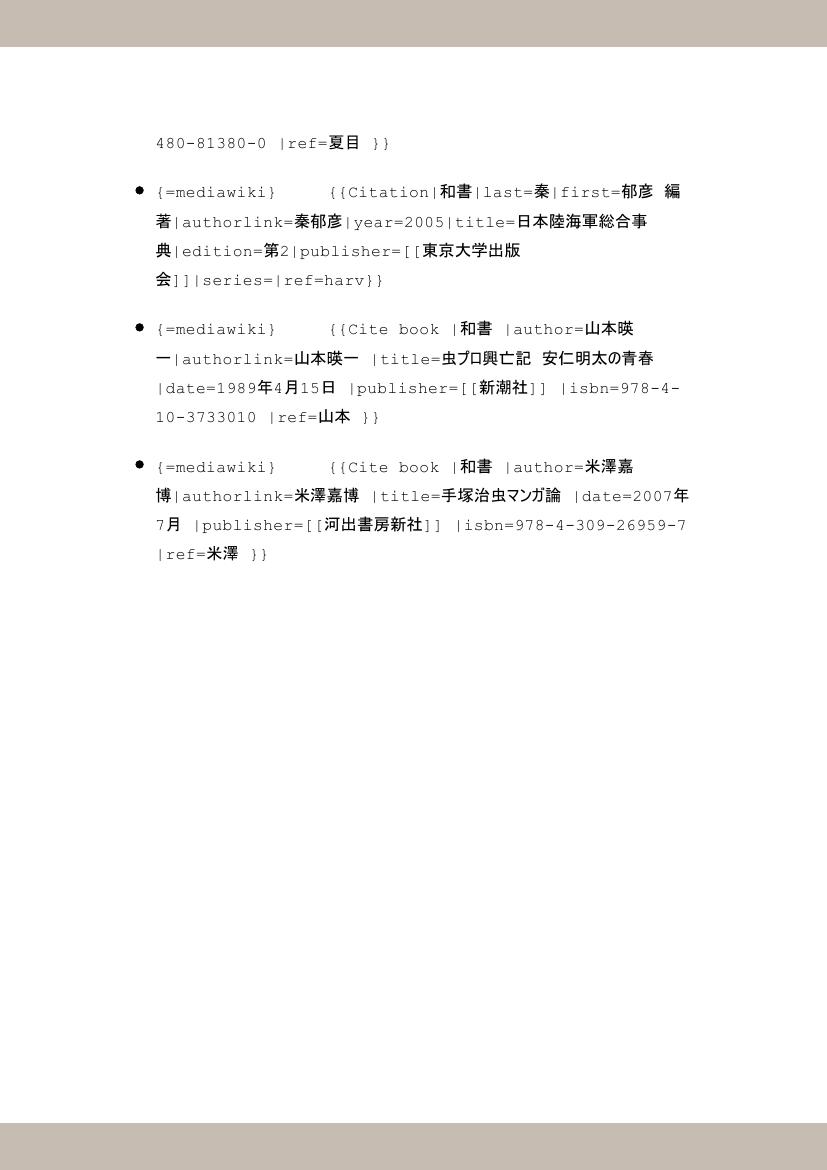 480-81380-0 |ref=夏目 }}
● {=mediawiki} {{Citation|和書|last=秦|first=郁彦 編
著|authorlink=秦郁彦|year=2005|title=日本陸海軍総合事
典|edition=第2|publisher=[[東京大学出版
会]]|series=|ref=harv}}
● {=mediawiki} {{Cite book |和書 |author=山本暎
一|authorlink=山本暎一 |title=虫プロ興亡記 安仁明太の青春
|date=1989年4月15日 |publisher=[[新潮社]] |isbn=978-4-
10-3733010 |ref=山本 }}
● {=mediawiki} {{Cite book |和書 |author=米澤嘉
博|authorlink=米澤嘉博 |title=手塚治虫マンガ論 |date=2007年
7月 |publisher=[[河出書房新社]] |isbn=978-4-309-26959-7
|ref=米澤 }}